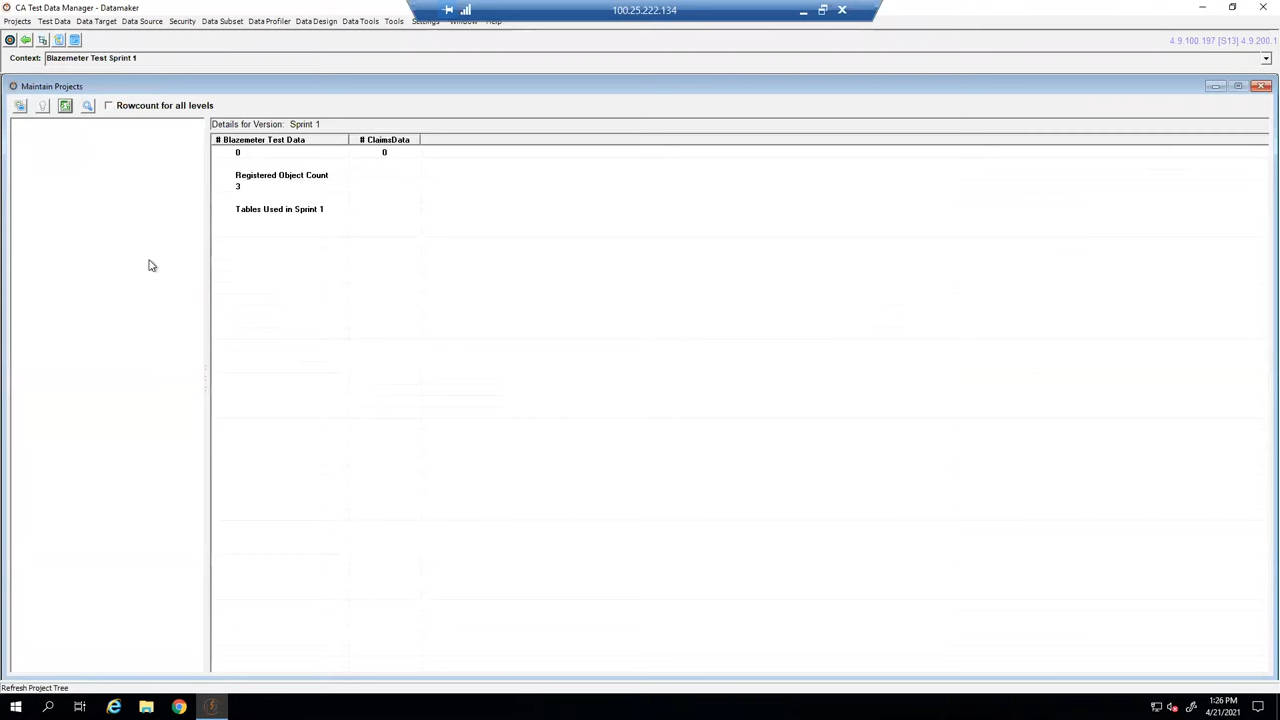 CA Test Data Manager - Datamaker
100.25.222.134
Projects Test Data Data Target Data Source Security Data Subset Data Profiler Data Design Data Tools Tools Settings Window Help
4.9.100.197 [S13] 4.9.200.1
Context: Blazemeter Test Sprint 1
Maintain Projects
Rowcount for all levels
Details for Version: Sprint 1
# Blazemeter Test Data # ClaimsData
0 0
Registered Object Count
3
Tables Used in Sprint 1
Refresh Project Tree
1:26 PM
4/21/2021